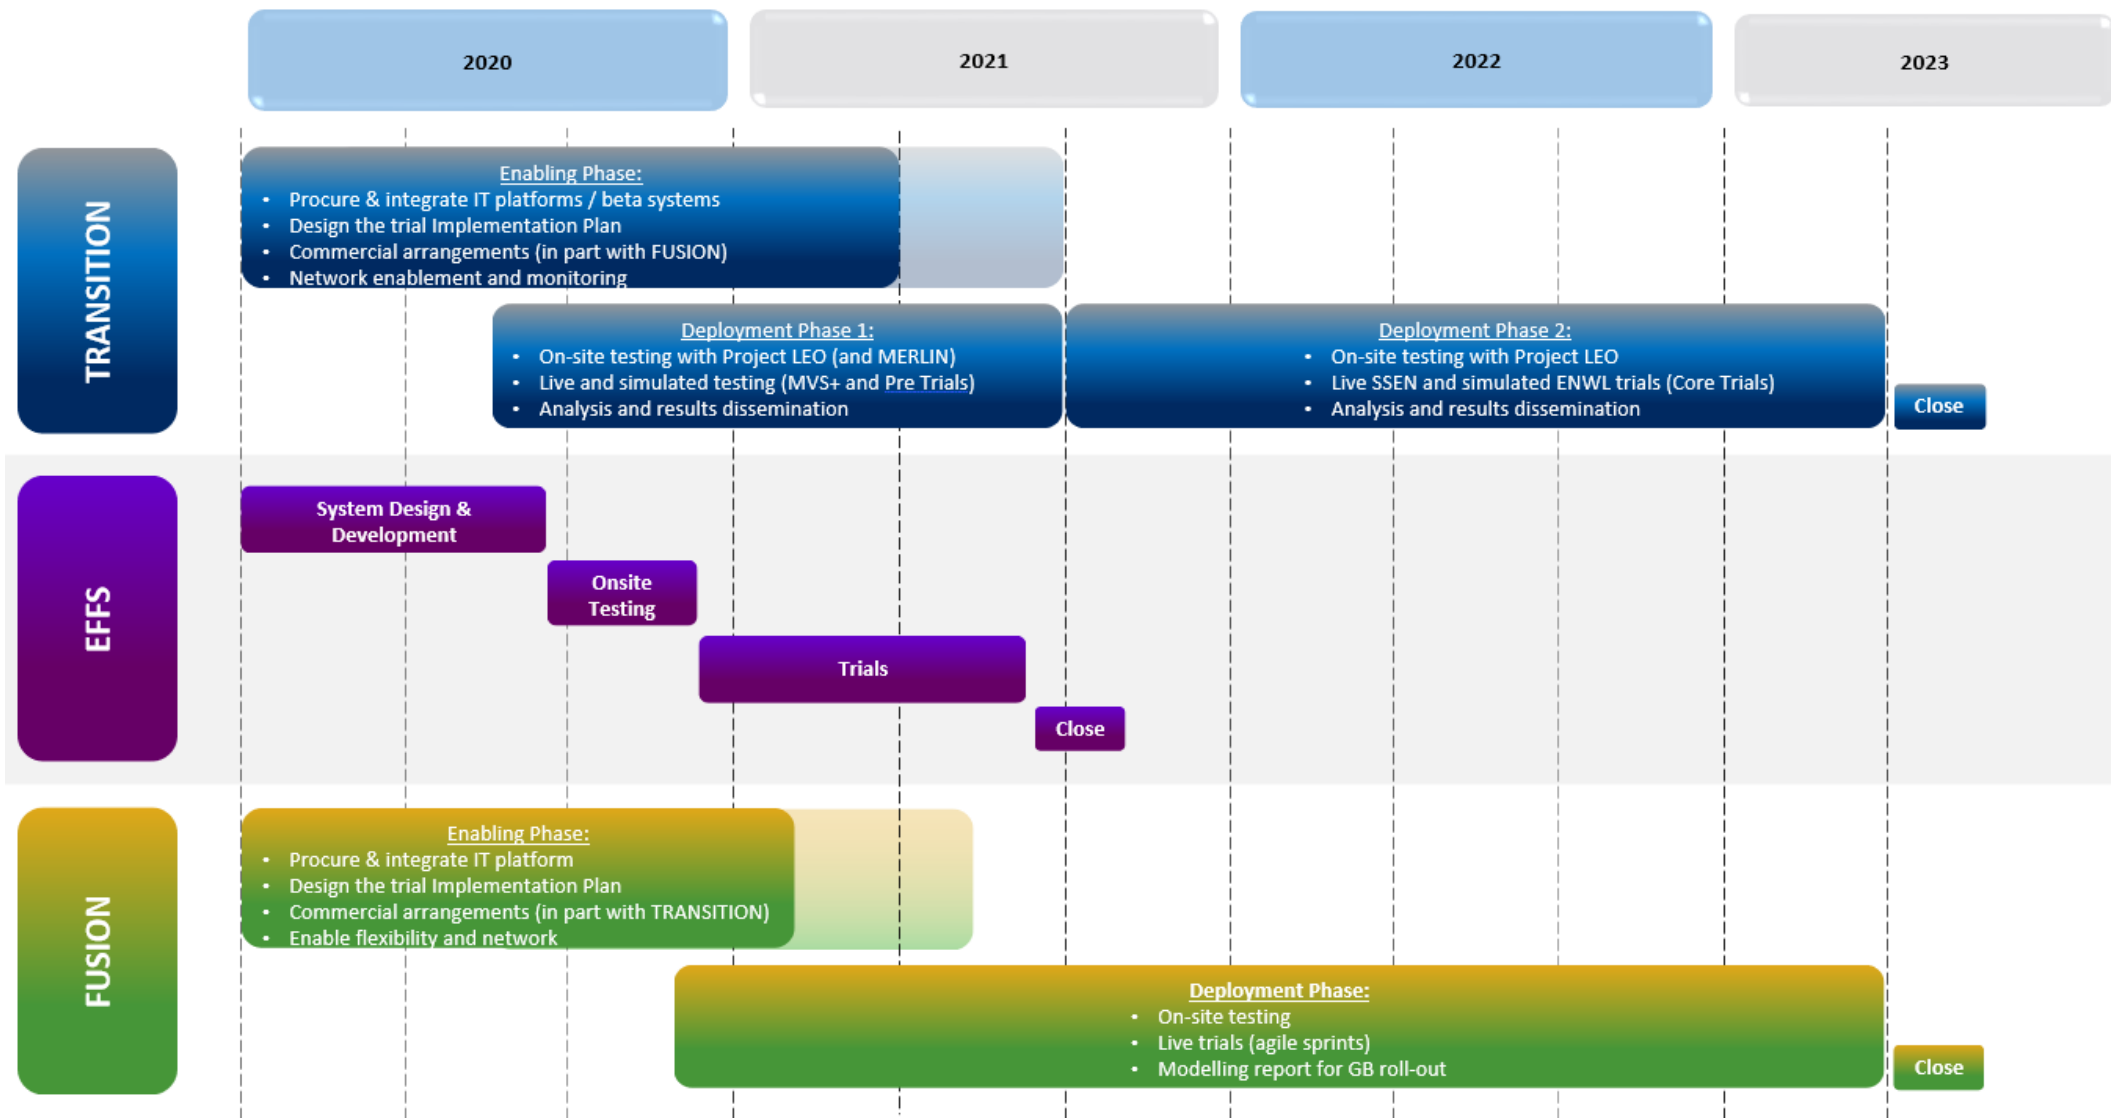 2020
2021
2022
2023
TRANSITION
Enabling Phase:
• Procure & integrate IT platforms / beta systems
• Design the trial Implementation Plan
• Commercial arrangements (in part with FUSION)
• Network enablement and monitoring
Deployment Phase 1:
• On-site testing with Project LEO (and MERLIN)
• Live and simulated testing (MVS+ and Pre Trials)
• Analysis and results dissemination
Deployment Phase 2:
• On-site testing with Project LEO
• Live SSEN and simulated ENWL trials (Core Trials)
• Analysis and results dissemination
Close
EFFS
System Design &
Development
Onsite
Testing
Trials
Close
FUSION
Enabling Phase:
• Procure & integrate IT platform
• Design the trial Implementation Plan
• Commercial arrangements (in part with TRANSITION)
• Enable flexibility and network
Deployment Phase:
• On-site testing
• Live trials (agile sprints)
• Modelling report for GB roll-out
Close